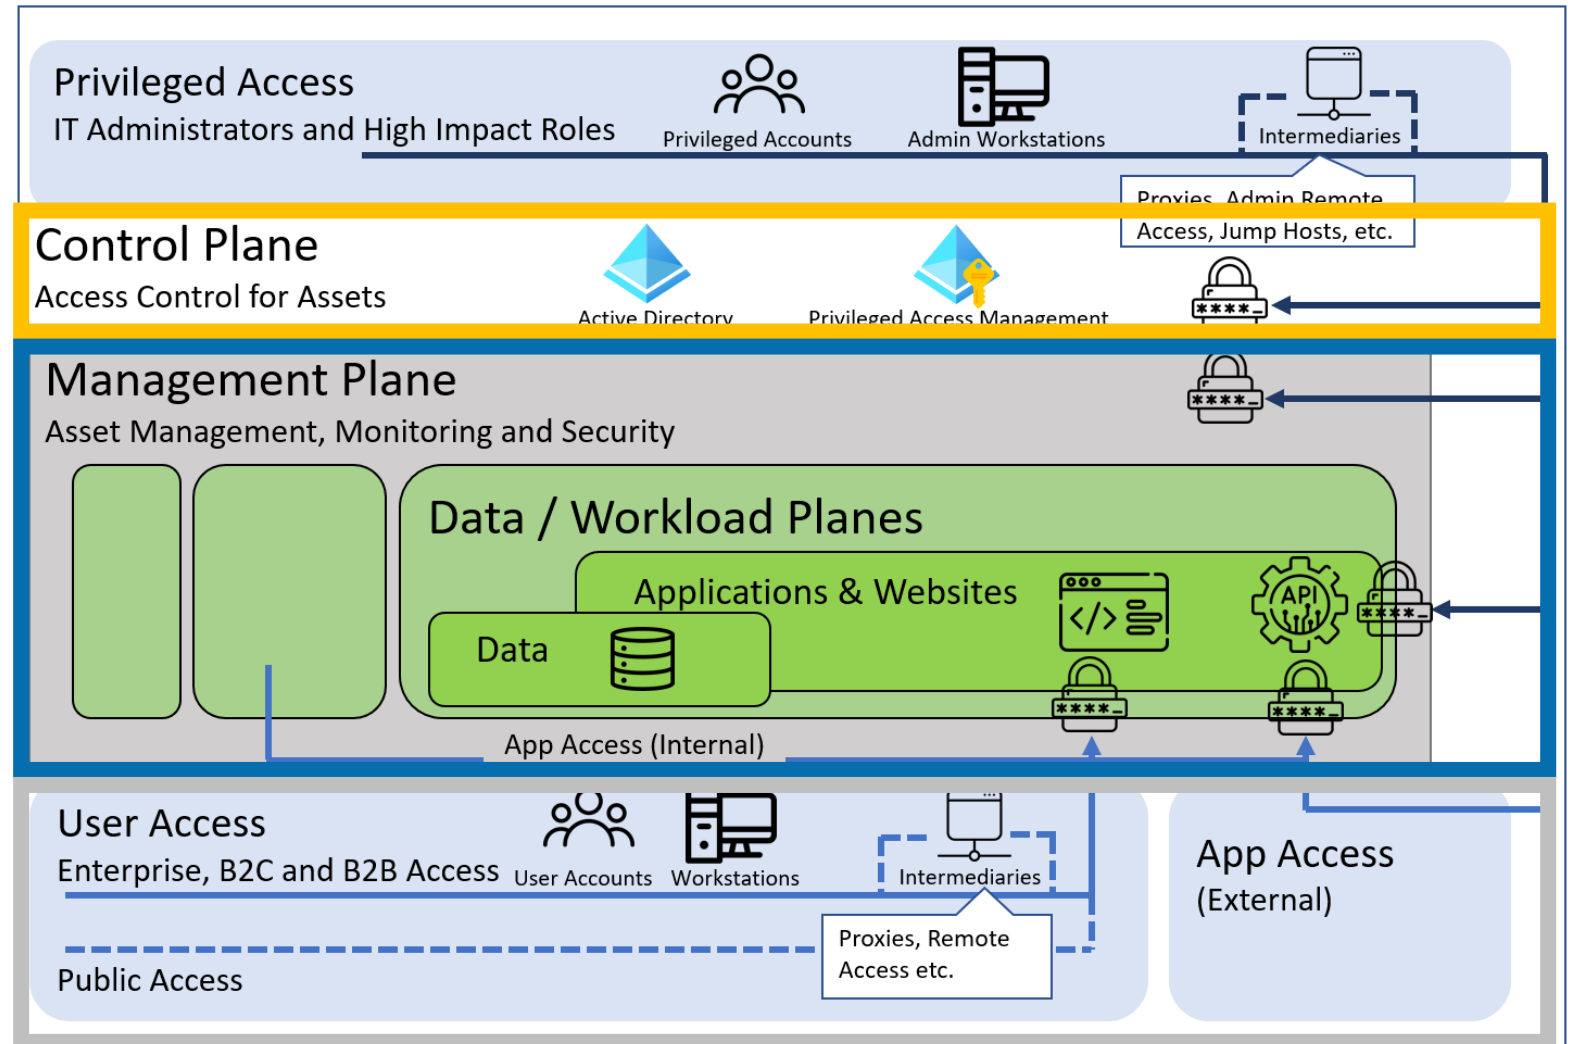 Privileged Access
IT Administrators and High Impact Roles
Privileged Accounts
Admin Workstations
Intermediaries
Proxies, Admin Remote
Access, Jump Hosts, etc.
Control Plane
Access Control for Assets
Active Directory
Privileged Access Management
****_
Management Plane
Asset Management, Monitoring and Security
****_
Data / Workload Planes
Applications & Websites
</>
API
****_
Data
****_
****_
App Access (Internal)
User Access
Enterprise, B2C and B2B Access
User Accounts
Workstations
Intermediaries
Proxies, Remote
Access etc.
Public Access
App Access
(External)